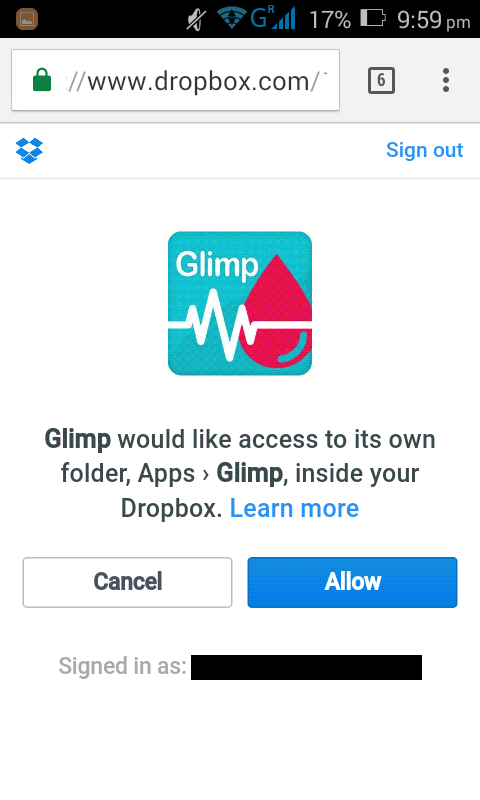 G R 17% 9:59 pm
://www.dropbox.com/ 6
Sign out
Glimp
Glimp would like access to its own
folder, Apps › Glimp, inside your
Dropbox. Learn more
Cancel Allow
Signed in as: